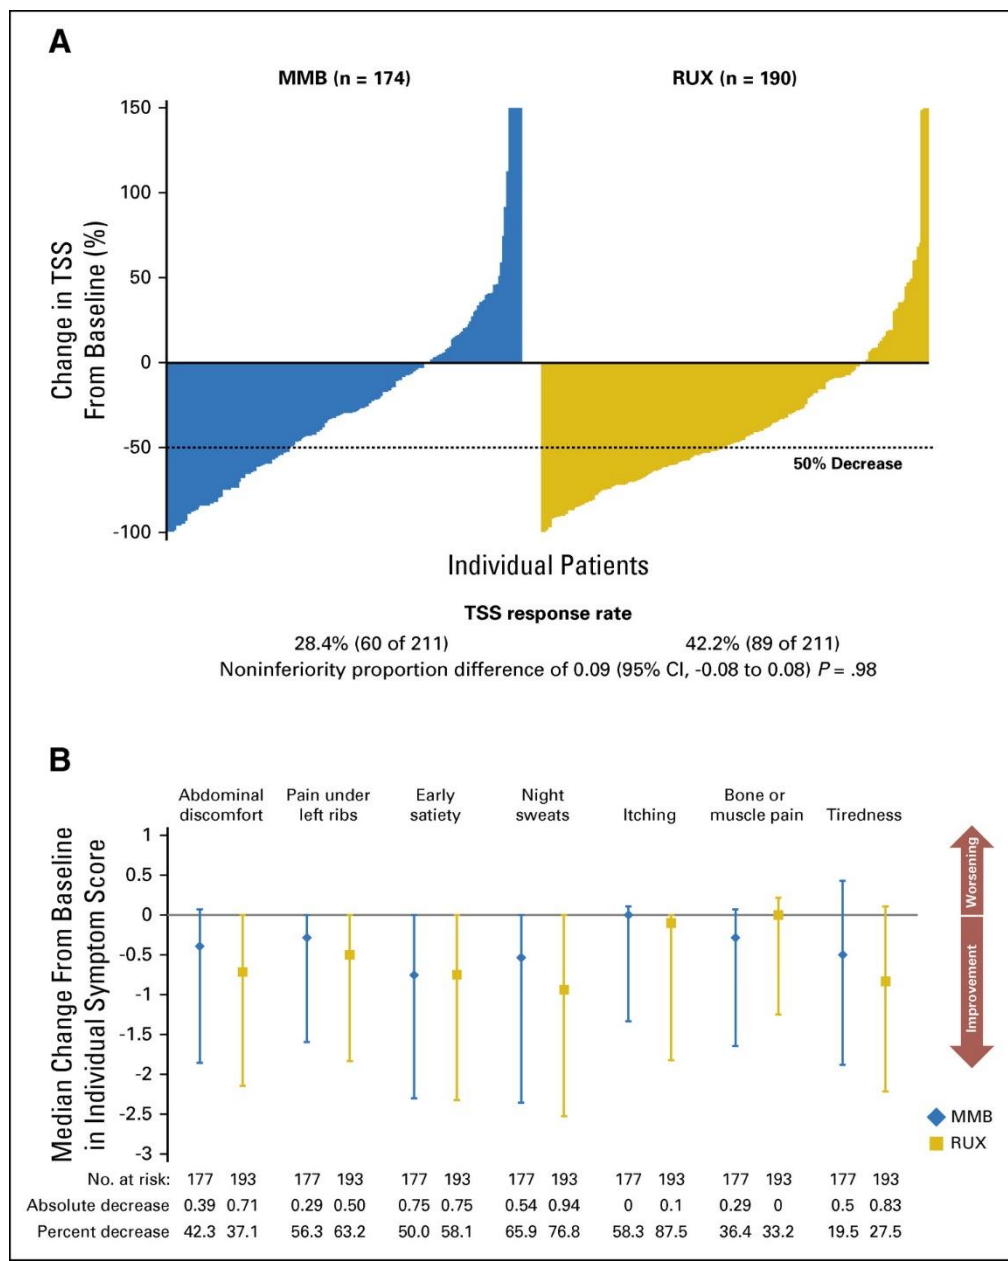 A
MMB (n = 174)
RUX (n = 190)
Change in TSS
From Baseline (%)
150
100
50
0
-50
-100
50% Decrease
Individual Patients
TSS response rate
28.4% (60 of 211)
42.2% (89 of 211)
Noninferiority proportion difference of 0.09 (95% CI, -0.08 to 0.08) P = .98
B
Abdominal
discomfort
Pain under
left ribs
Early
satiety
Night
sweats
Itching
Bone or
muscle pain
Tiredness
Median Change From Baseline
in Individual Symptom Score
1
0.5
0
-0.5
-1
-1.5
-2
-2.5
-3
Worsening
Improvement
MMB
RUX
No. at risk: 177 193 177 193 177 193 177 193 177 193 177 193 177 193
Absolute decrease 0.39 0.71 0.29 0.50 0.75 0.75 0.54 0.94 0 0.1 0.29 0 0.5 0.83
Percent decrease 42.3 37.1 56.3 63.2 50.0 58.1 65.9 76.8 58.3 87.5 36.4 33.2 19.5 27.5